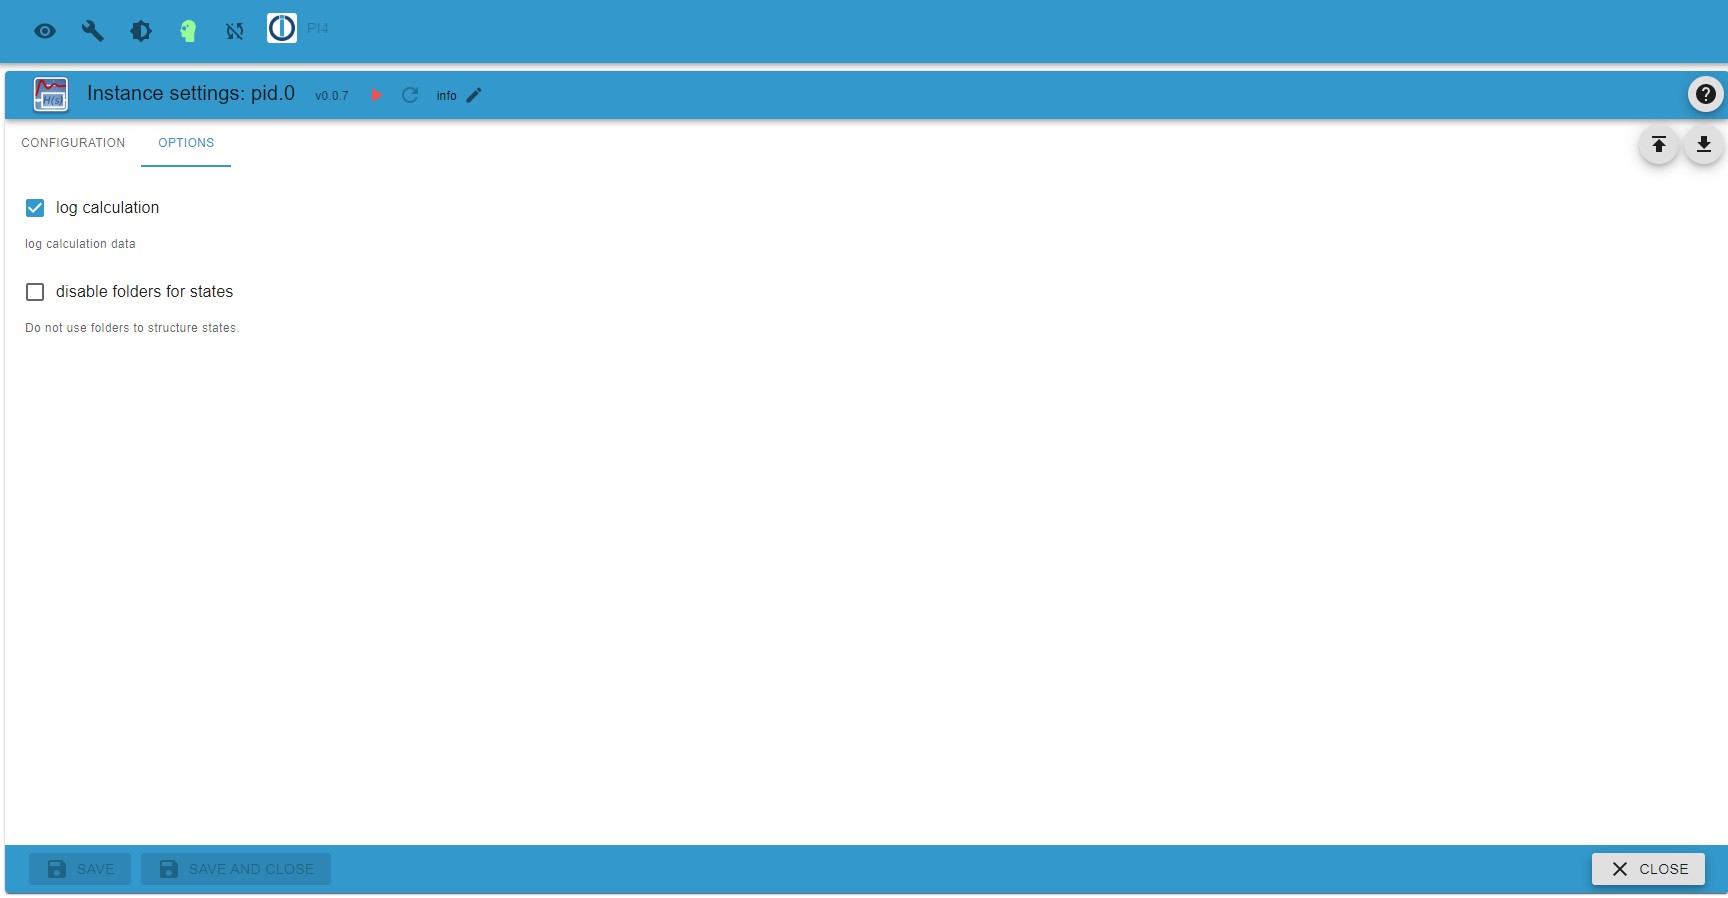 PI4
Instance settings: pid.0 v0.0.7 info
H(s)
CONFIGURATION OPTIONS
log calculation
log calculation data
disable folders for states
Do not use folders to structure states.
SAVE SAVE AND CLOSE CLOSE